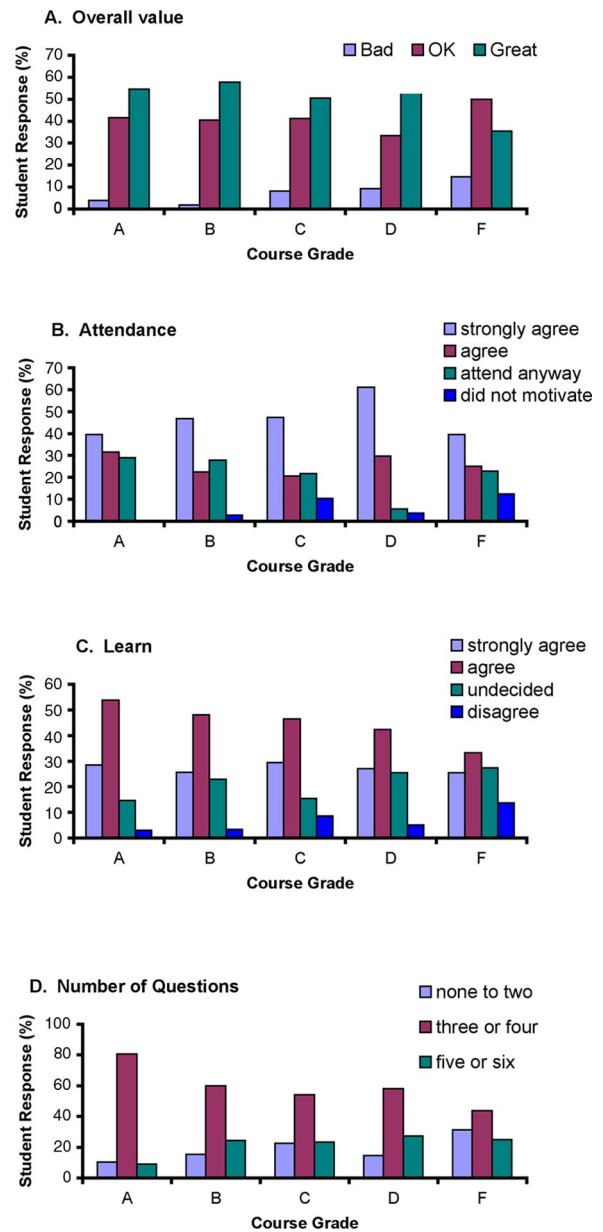 A. Overall value
Bad OK Great
70
60
50
40
30
20
10
0
Student Response (%)
A B C D F
Course Grade
B. Attendance
strongly agree
agree
attend anyway
did not motivate
70
60
50
40
30
20
10
0
Student Response (%)
A B C D F
Course Grade
C. Learn
strongly agree
agree
undecided
disagree
60
50
40
30
20
10
0
Student Response (%)
A B C D F
Course Grade
D. Number of Questions
none to two
three or four
five or six
100
80
60
40
20
0
Student Response (%)
A B C D F
Course Grade